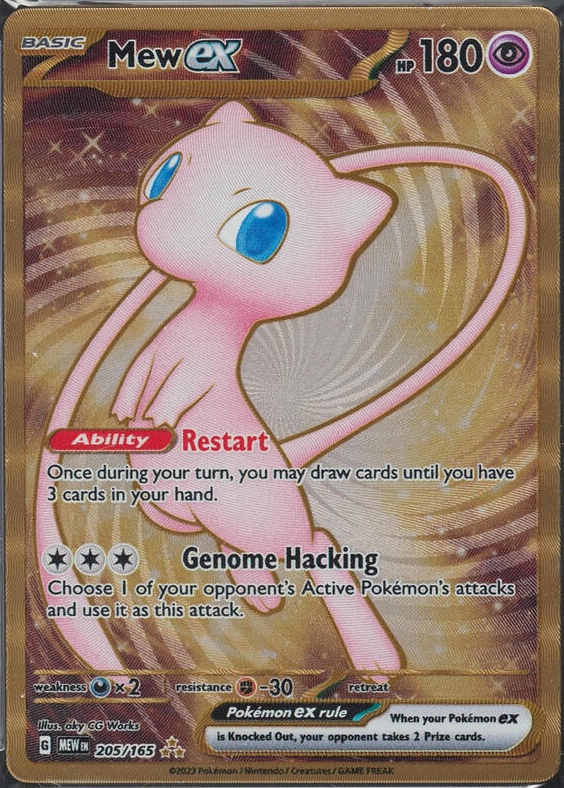 BASIC
Mew ex
HP 180
Ability Restart
Once during your turn, you may draw cards until you have
3 cards in your hand.
Genome Hacking
Choose 1 of your opponent's Active Pokémon's attacks
and use it as this attack.
weakness ×2 resistance -30 retreat
Pokémon ex rule
When your Pokémon ex
is Knocked Out, your opponent takes 2 Prize cards.
Illus. aky CG Works
G MEW EN 205/165
©2023 Pokémon / Nintendo / Creatures / GAME FREAK